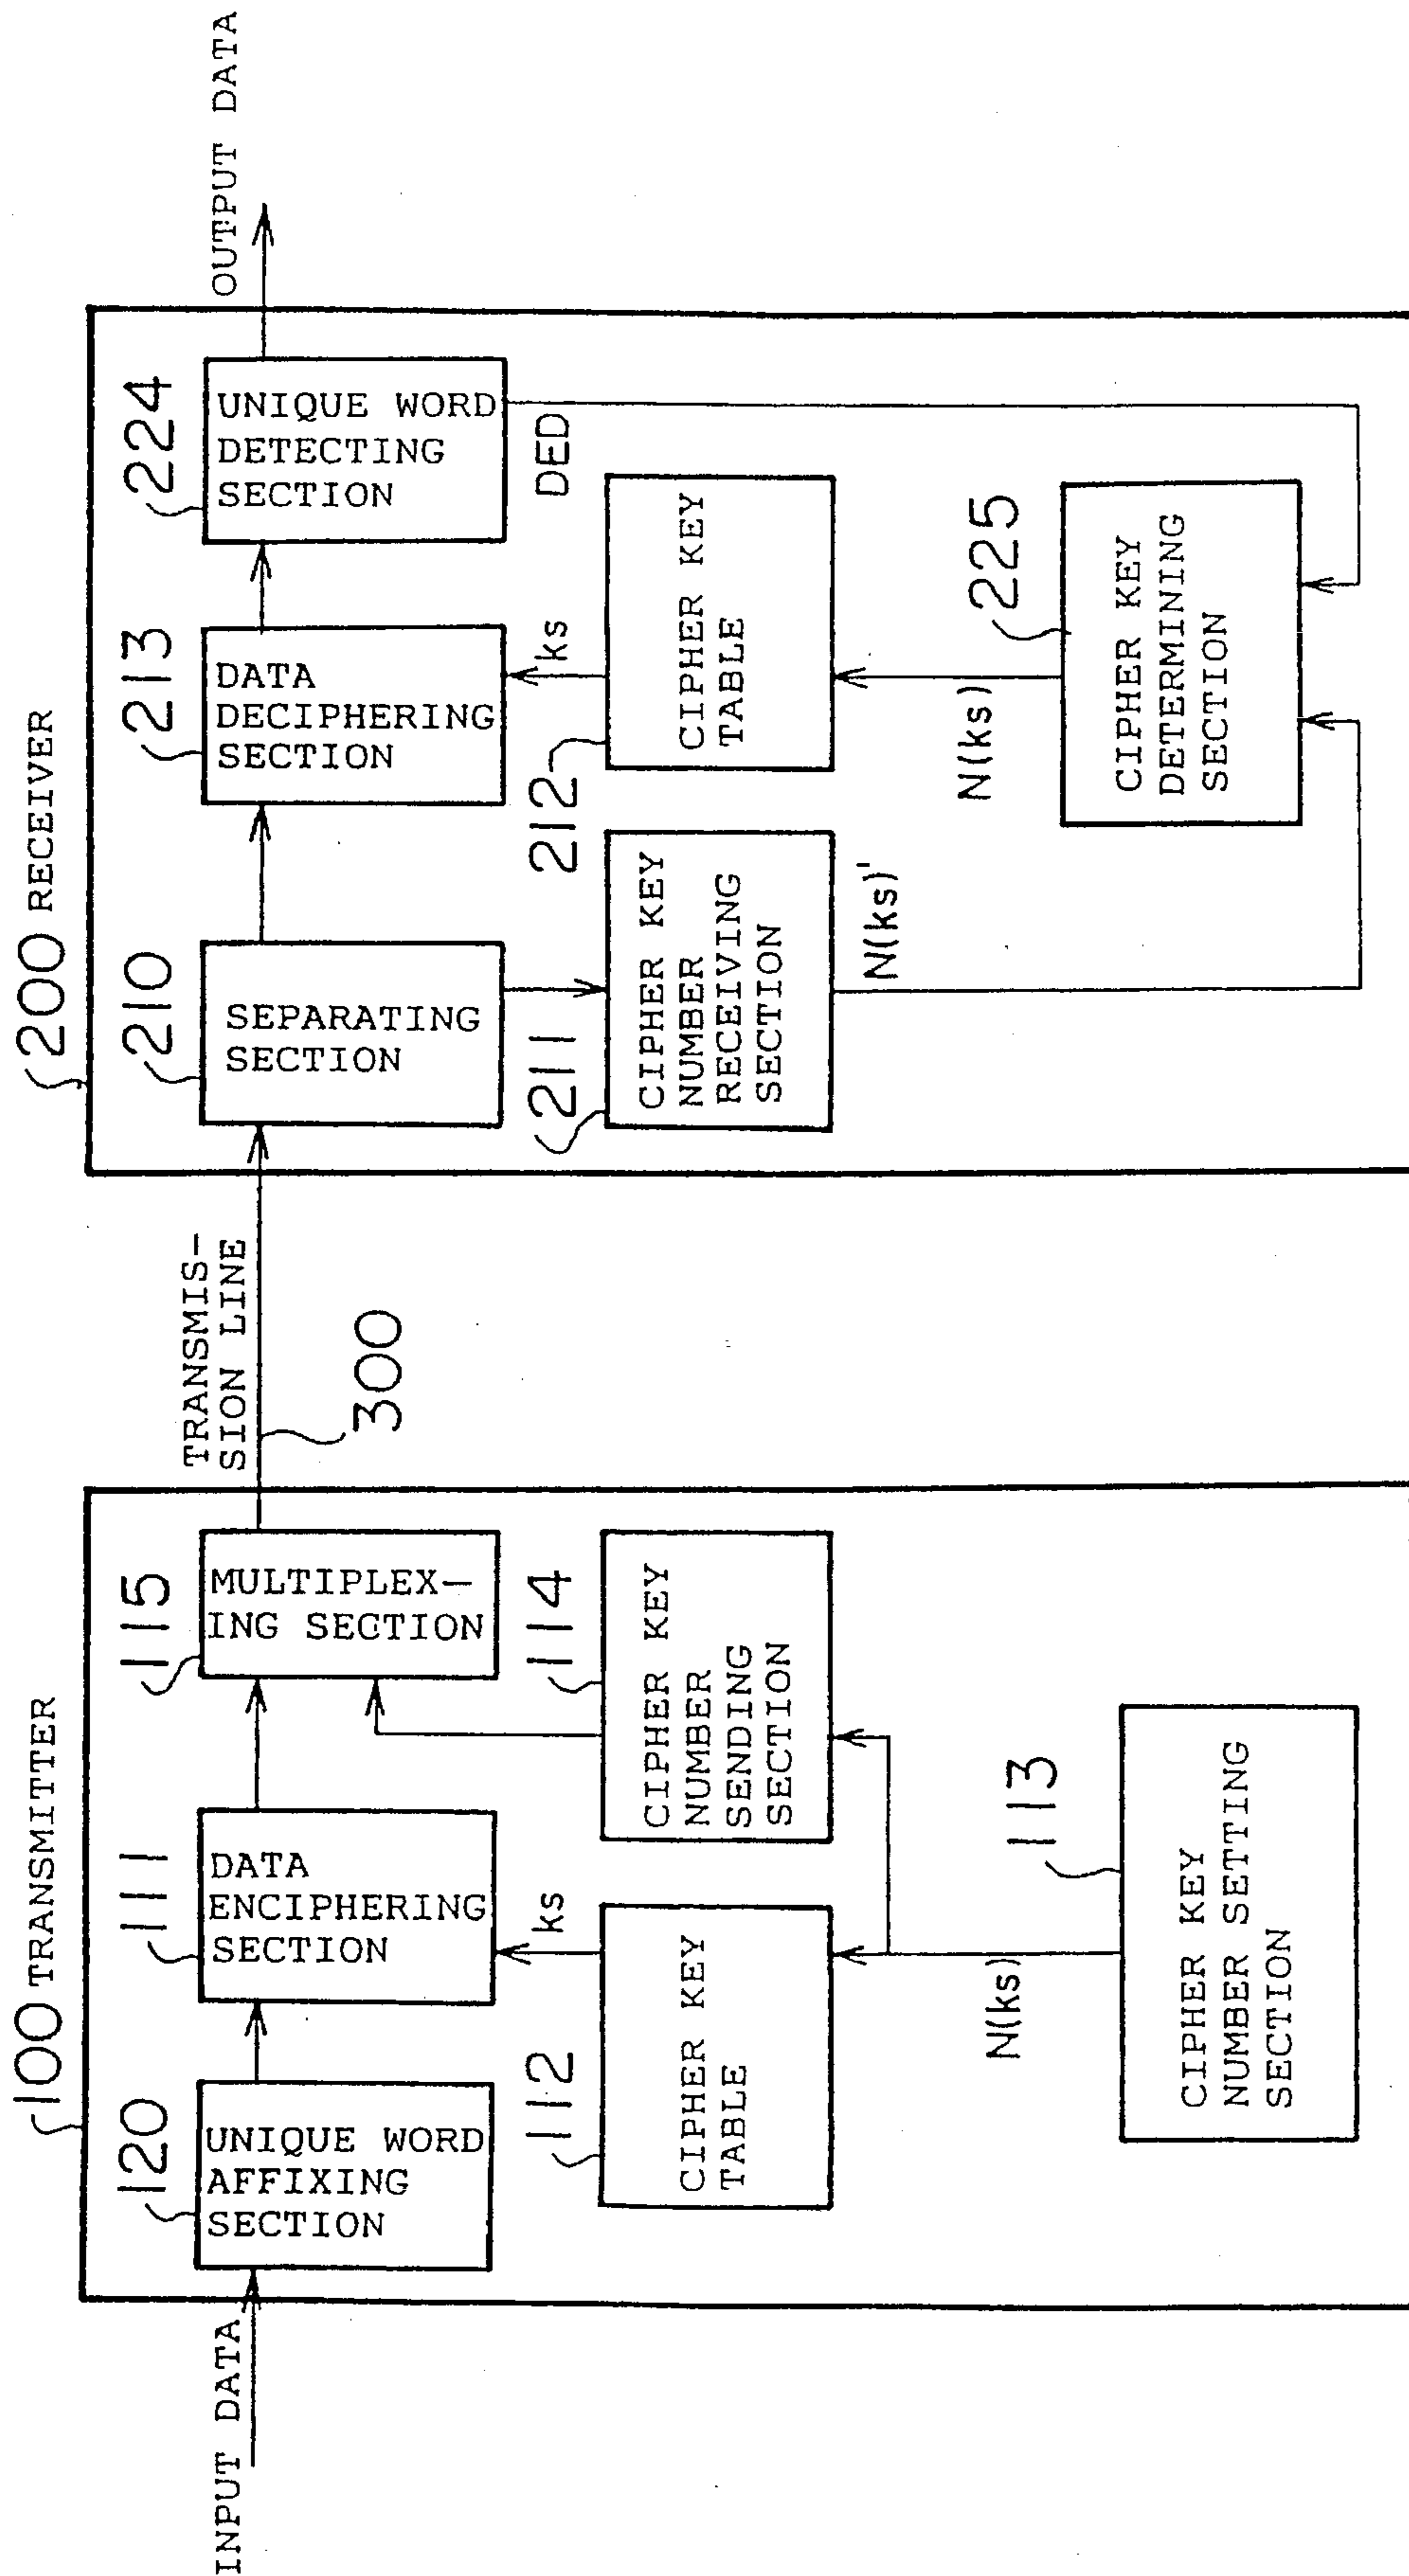 100 TRANSMITTER
INPUT DATA
120
UNIQUE WORD
AFFIXING
SECTION
111
DATA
ENCIPHERING
SECTION
115
MULTIPLEX-
ING SECTION
ks
112
CIPHER KEY
TABLE
114
CIPHER KEY
NUMBER
SENDING
SECTION
N(ks)
113
CIPHER KEY
NUMBER SETTING
SECTION
TRANSMIS-
SION LINE
300
200 RECEIVER
210
SEPARATING
SECTION
213
DATA
DECIPHERING
SECTION
224
UNIQUE WORD
DETECTING
SECTION
OUTPUT DATA
ks
DED
211
CIPHER KEY
NUMBER
RECEIVING
SECTION
212
CIPHER KEY
TABLE
N(ks)'
N(ks)
225
CIPHER KEY
DETERMINING
SECTION